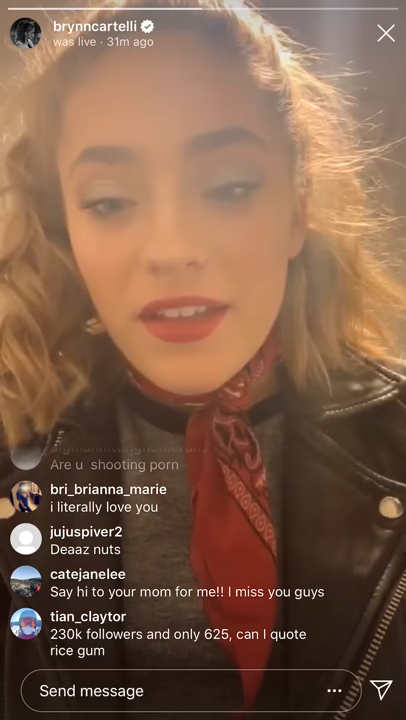 brynncartelli
was live · 31m ago
Are u shooting porn
bri_brianna_marie
i literally love you
jujuspiver2
Deaaz nuts
catejanelee
Say hi to your mom for me!! I miss you guys
tian_claytor
230k followers and only 625, can I quote
rice gum
Send message